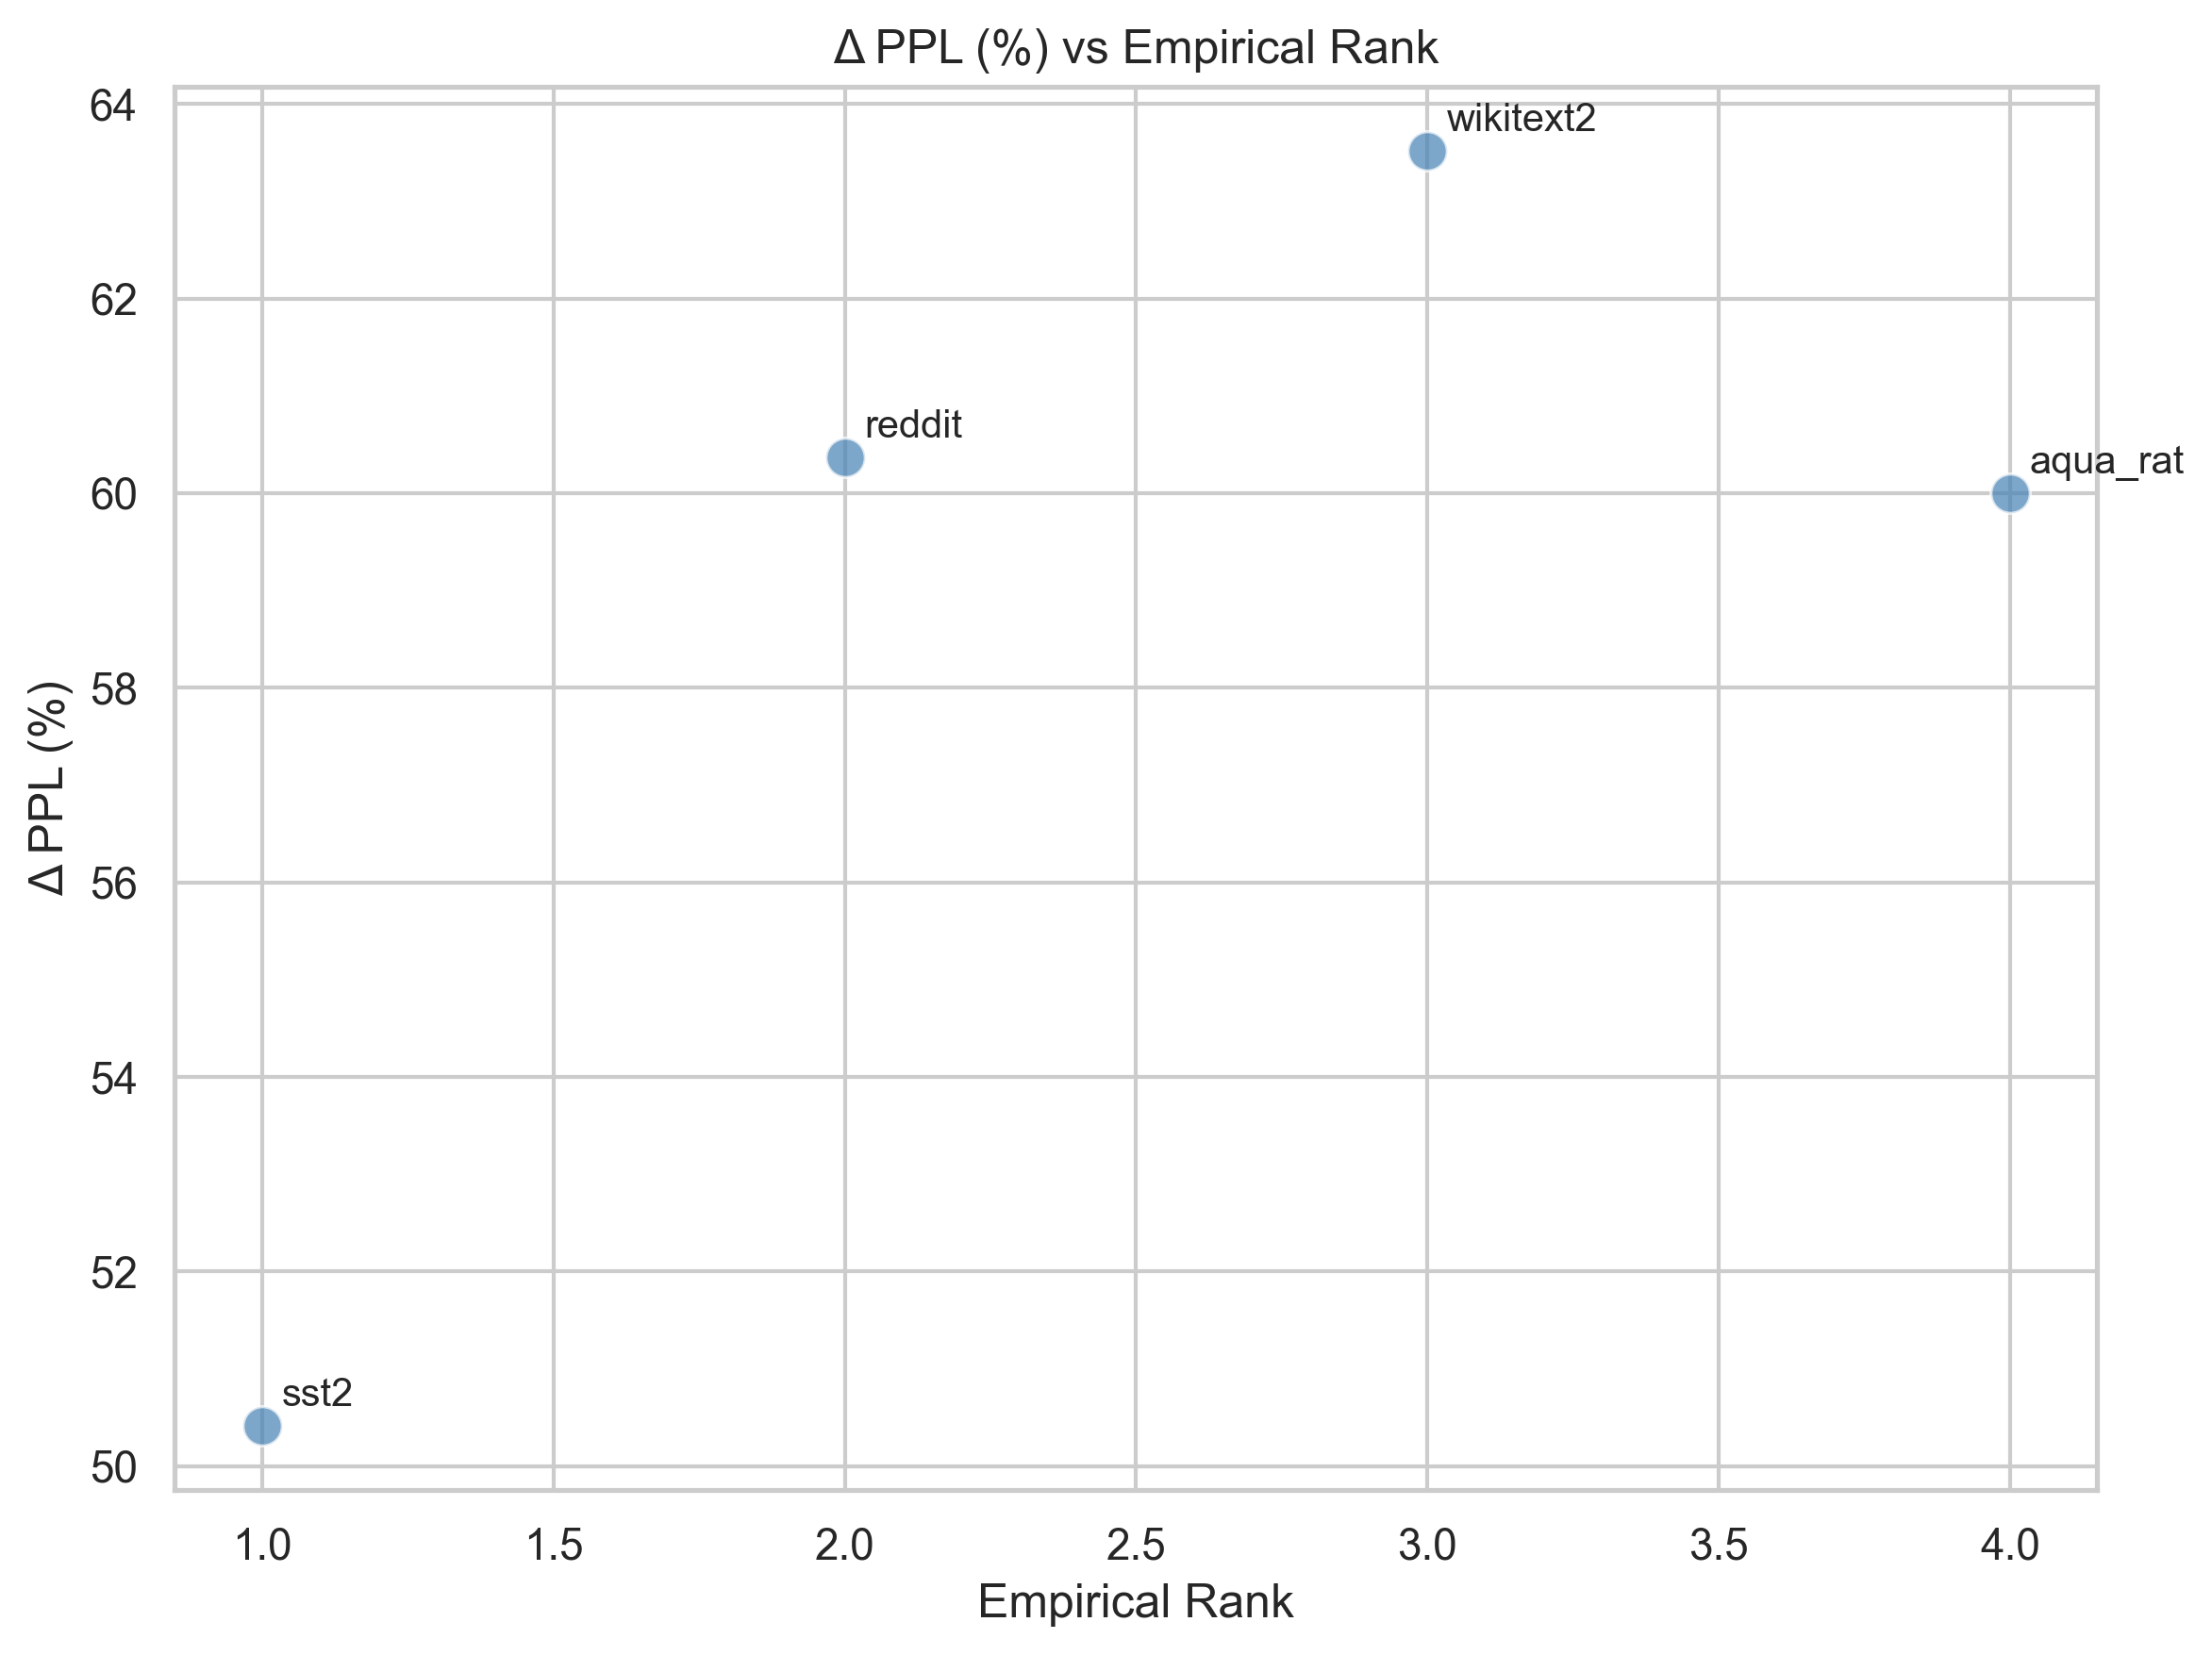 Δ PPL (%) vs Empirical Rank
64
wikitext2
62
reddit
aqua_rat
60
58
Δ PPL (%)
56
54
52
sst2
50
1.0 1.5 2.0 2.5 3.0 3.5 4.0
Empirical Rank